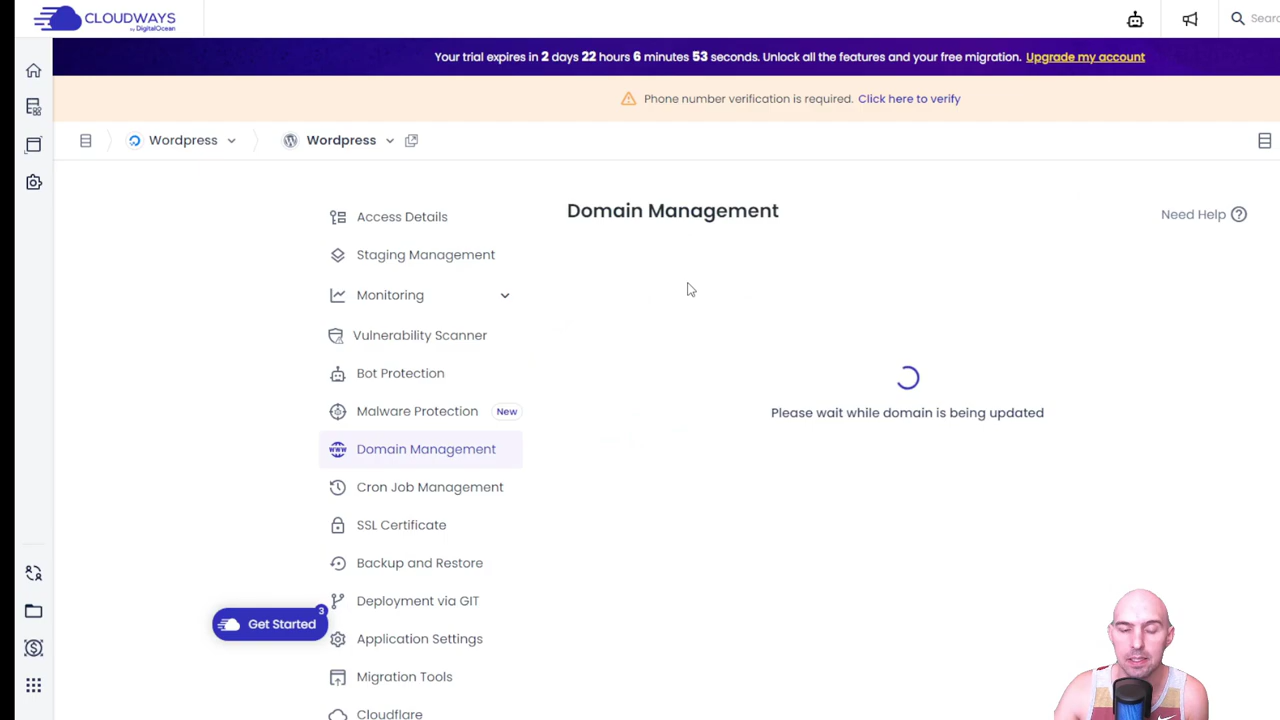 CLOUDWAYS
by DigitalOcean
Sear
Your trial expires in 2 days 22 hours 6 minutes 53 seconds. Unlock all the features and your free migration. Upgrade my account
Phone number verification is required. Click here to verify
Wordpress
Wordpress
Domain Management
Need Help
Access Details
Staging Management
Monitoring
Vulnerability Scanner
Bot Protection
Malware Protection New
Domain Management
Cron Job Management
SSL Certificate
Backup and Restore
Deployment via GIT
Application Settings
Migration Tools
Cloudflare
Please wait while domain is being updated
Get Started
3